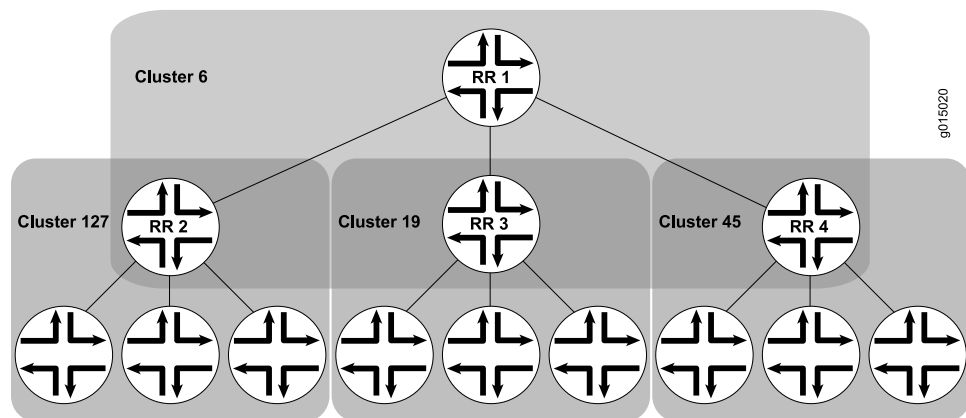 Cluster 6
RR 1
g015020
Cluster 127
RR 2
Cluster 19
RR 3
Cluster 45
RR 4